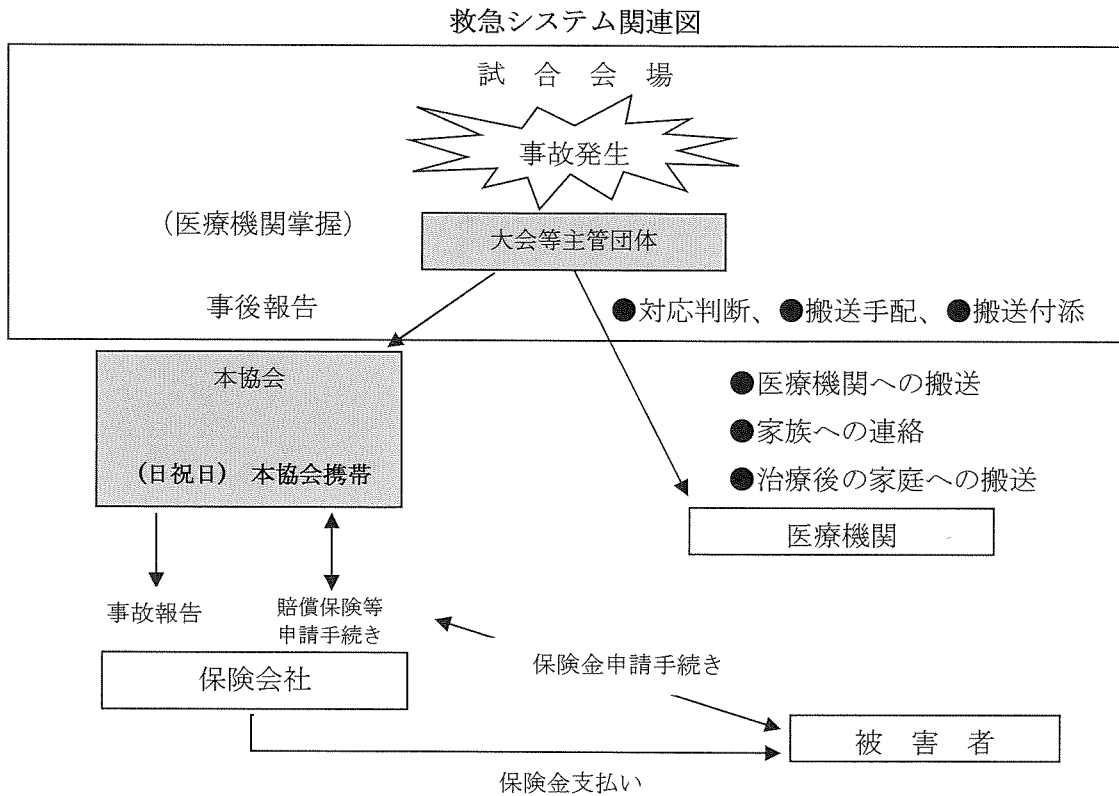 救急システム関連図
試 合 会 場
事故発生
(医療機関掌握)
大会等主管団体
事後報告
●対応判断、●搬送手配、●搬送付添
本協会
(日祝日) 本協会携帯
●医療機関への搬送
●家族への連絡
●治療後の家庭への搬送
医療機関
事故報告
賠償保険等
申請手続き
保険会社
保険金申請手続き
被 害 者
保険金支払い